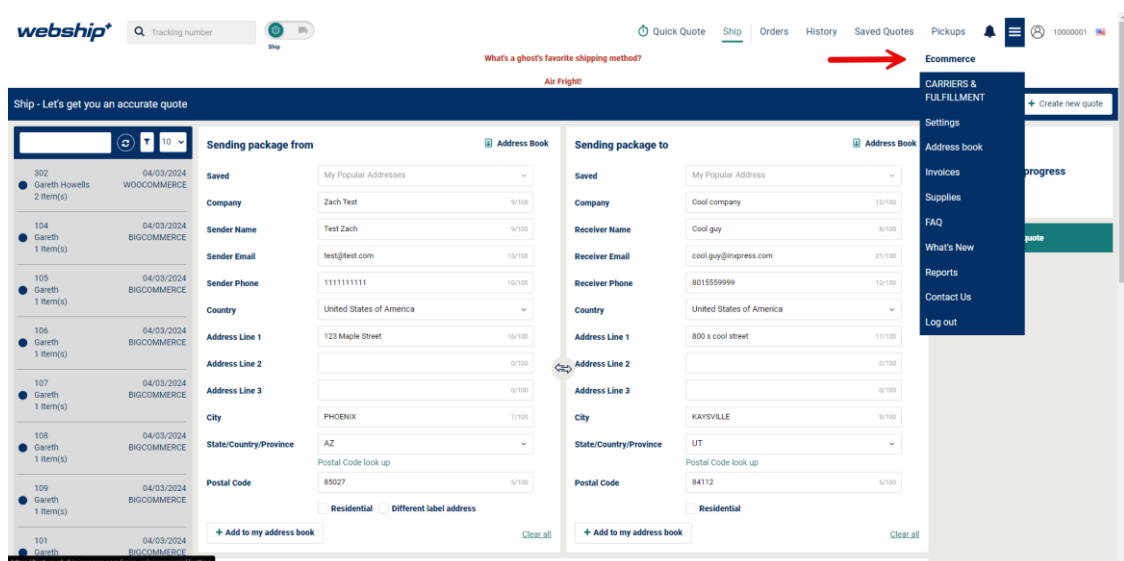 webship+
Tracking number
Ship
Quick Quote
Ship
Orders
History
Saved Quotes
Pickups
10000001
What's a ghost's favorite shipping method?
Air Fright!
Ecommerce
CARRIERS &
FULFILLMENT
Settings
Address book
Invoices
Supplies
FAQ
What's New
Reports
Contact Us
Log out
Ship - Let's get you an accurate quote
+ Create new quote
10
302 04/03/2024
Gareth Howells WOOCOMMERCE
2 Item(s)
104 04/03/2024
Gareth BIGCOMMERCE
1 Item(s)
105 04/03/2024
Gareth BIGCOMMERCE
1 Item(s)
106 04/03/2024
Gareth BIGCOMMERCE
1 Item(s)
107 04/03/2024
Gareth BIGCOMMERCE
1 Item(s)
108 04/03/2024
Gareth BIGCOMMERCE
1 Item(s)
109 04/03/2024
Gareth BIGCOMMERCE
1 Item(s)
101 04/03/2024
Gareth BIGCOMMERCE
Sending package from Address Book
Saved My Popular Addresses
Company Zach Test 9/100
Sender Name Test Zach 9/100
Sender Email test@test.com 13/100
Sender Phone 1111111111 10/100
Country United States of America
Address Line 1 123 Maple Street 16/100
Address Line 2 0/100
Address Line 3 0/100
City PHOENIX 7/100
State/Country/Province AZ
Postal Code look up
Postal Code 85027 5/100
Residential Different label address
+ Add to my address book Clear all
Sending package to Address Book
Saved My Popular Address
Company Cool company 12/100
Receiver Name Cool guy 8/100
Receiver Email cool.guy@inxpress.com 21/100
Receiver Phone 8015559999 10/100
Country United States of America
Address Line 1 800 s cool street 17/100
Address Line 2 0/100
Address Line 3 0/100
City KAYSVILLE 9/100
State/Country/Province UT
Postal Code look up
Postal Code 84112 5/100
Residential
+ Add to my address book Clear all
progress
quote